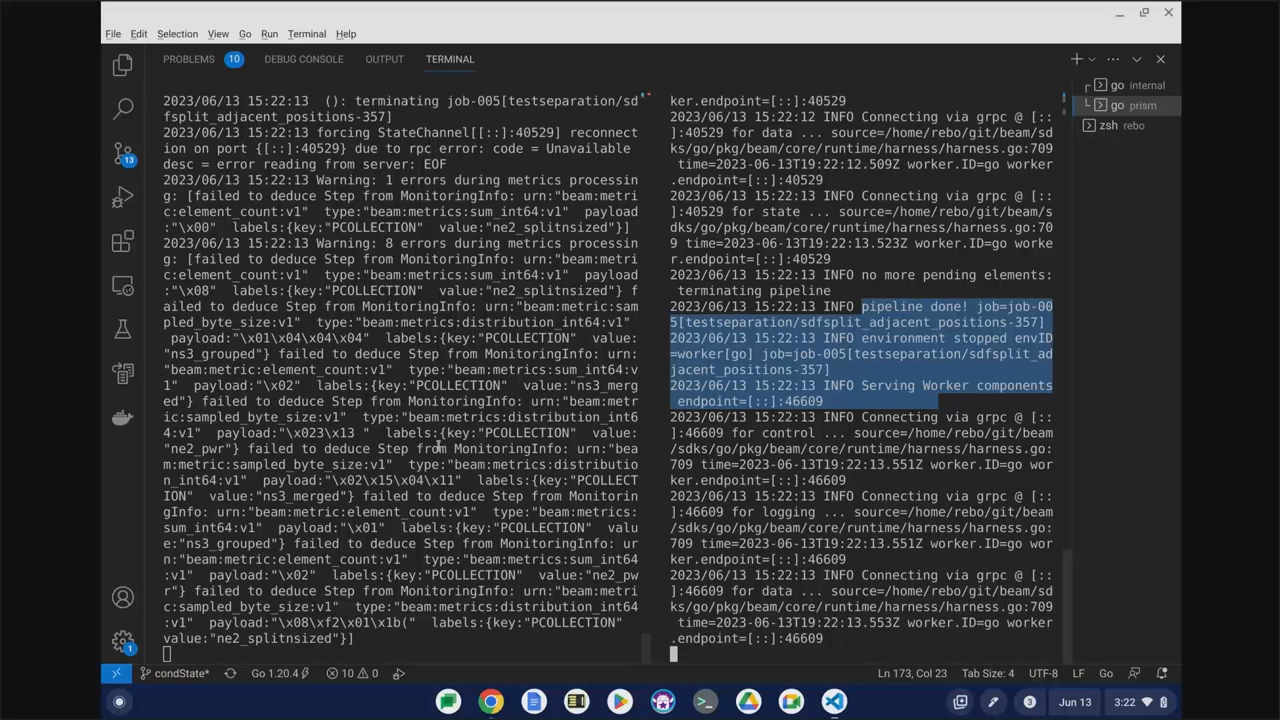 File Edit Selection View Go Run Terminal Help
PROBLEMS 10 DEBUG CONSOLE OUTPUT TERMINAL
2023/06/13 15:22:13  (): terminating job-005[testseparation/sd
fsplit_adjacent_positions-357]
2023/06/13 15:22:13 forcing StateChannel[[::]:40529] reconnect
ion on port {[::]:40529} due to rpc error: code = Unavailable
desc = error reading from server: EOF
2023/06/13 15:22:13 Warning: 1 errors during metrics processin
g: [failed to deduce Step from MonitoringInfo: urn:"beam:metri
c:element_count:v1"  type:"beam:metrics:sum_int64:v1"  payload
:"\x00"  labels:{key:"PCOLLECTION"  value:"ne2_splitnsized"}]
2023/06/13 15:22:13 Warning: 8 errors during metrics processin
g: [failed to deduce Step from MonitoringInfo: urn:"beam:metri
c:element_count:v1"  type:"beam:metrics:sum_int64:v1"  payload
:"\x08"  labels:{key:"PCOLLECTION"  value:"ne2_splitnsized"} f
ailed to deduce Step from MonitoringInfo: urn:"beam:metric:sam
pled_byte_size:v1"  type:"beam:metrics:distribution_int64:v1"
 payload:"\x01\x04\x04\x04"  labels:{key:"PCOLLECTION"  value:
"ns3_grouped"} failed to deduce Step from MonitoringInfo: urn:
"beam:metric:element_count:v1"  type:"beam:metrics:sum_int64:v
1"  payload:"\x02"  labels:{key:"PCOLLECTION"  value:"ns3_merg
ed"} failed to deduce Step from MonitoringInfo: urn:"beam:metr
ic:sampled_byte_size:v1"  type:"beam:metrics:distribution_int6
4:v1"  payload:"\x023\x13 "  labels:{key:"PCOLLECTION"  value:
"ne2_pwr"} failed to deduce Step from MonitoringInfo: urn:"bea
m:metric:sampled_byte_size:v1"  type:"beam:metrics:distributio
n_int64:v1"  payload:"\x02\x15\x04\x11"  labels:{key:"PCOLLECT
ION"  value:"ns3_merged"} failed to deduce Step from Monitorin
gInfo: urn:"beam:metric:element_count:v1"  type:"beam:metrics:
sum_int64:v1"  payload:"\x01"  labels:{key:"PCOLLECTION"  valu
e:"ns3_grouped"} failed to deduce Step from MonitoringInfo: ur
n:"beam:metric:element_count:v1"  type:"beam:metrics:sum_int64
:v1"  payload:"\x02"  labels:{key:"PCOLLECTION"  value:"ne2_pw
r"} failed to deduce Step from MonitoringInfo: urn:"beam:metri
c:sampled_byte_size:v1"  type:"beam:metrics:distribution_int64
:v1"  payload:"\x08\xf2\x01\x1b("  labels:{key:"PCOLLECTION"
value:"ne2_splitnsized"}]
ker.endpoint=[::]:40529
2023/06/13 15:22:12 INFO Connecting via grpc @ [::
]:40529 for data ... source=/home/rebo/git/beam/sd
ks/go/pkg/beam/core/runtime/harness/harness.go:709
 time=2023-06-13T19:22:12.509Z worker.ID=go worker
.endpoint=[::]:40529
2023/06/13 15:22:13 INFO Connecting via grpc @ [::
]:40529 for state ... source=/home/rebo/git/beam/s
dks/go/pkg/beam/core/runtime/harness/harness.go:70
9 time=2023-06-13T19:22:13.523Z worker.ID=go worke
r.endpoint=[::]:40529
2023/06/13 15:22:13 INFO no more pending elements:
 terminating pipeline
2023/06/13 15:22:13 INFO pipeline done! job=job-00
5[testseparation/sdfsplit_adjacent_positions-357]
2023/06/13 15:22:13 INFO environment stopped envID
=worker[go] job=job-005[testseparation/sdfsplit_ad
jacent_positions-357]
2023/06/13 15:22:13 INFO Serving Worker components
 endpoint=[::]:46609
2023/06/13 15:22:13 INFO Connecting via grpc @ [::
]:46609 for control ... source=/home/rebo/git/beam
/sdks/go/pkg/beam/core/runtime/harness/harness.go:
709 time=2023-06-13T19:22:13.551Z worker.ID=go wor
ker.endpoint=[::]:46609
2023/06/13 15:22:13 INFO Connecting via grpc @ [::
]:46609 for logging ... source=/home/rebo/git/beam
/sdks/go/pkg/beam/core/runtime/harness/harness.go:
709 time=2023-06-13T19:22:13.552Z worker.ID=go wor
ker.endpoint=[::]:46609
2023/06/13 15:22:13 INFO Connecting via grpc @ [::
]:46609 for data ... source=/home/rebo/git/beam/sd
ks/go/pkg/beam/core/runtime/harness/harness.go:709
 time=2023-06-13T19:22:13.553Z worker.ID=go worker
.endpoint=[::]:46609
go internal
go prism
zsh rebo
13
1
condState* Go 1.20.4 10 0 Ln 173, Col 23 Tab Size: 4 UTF-8 LF Go
3 Jun 13 3:22